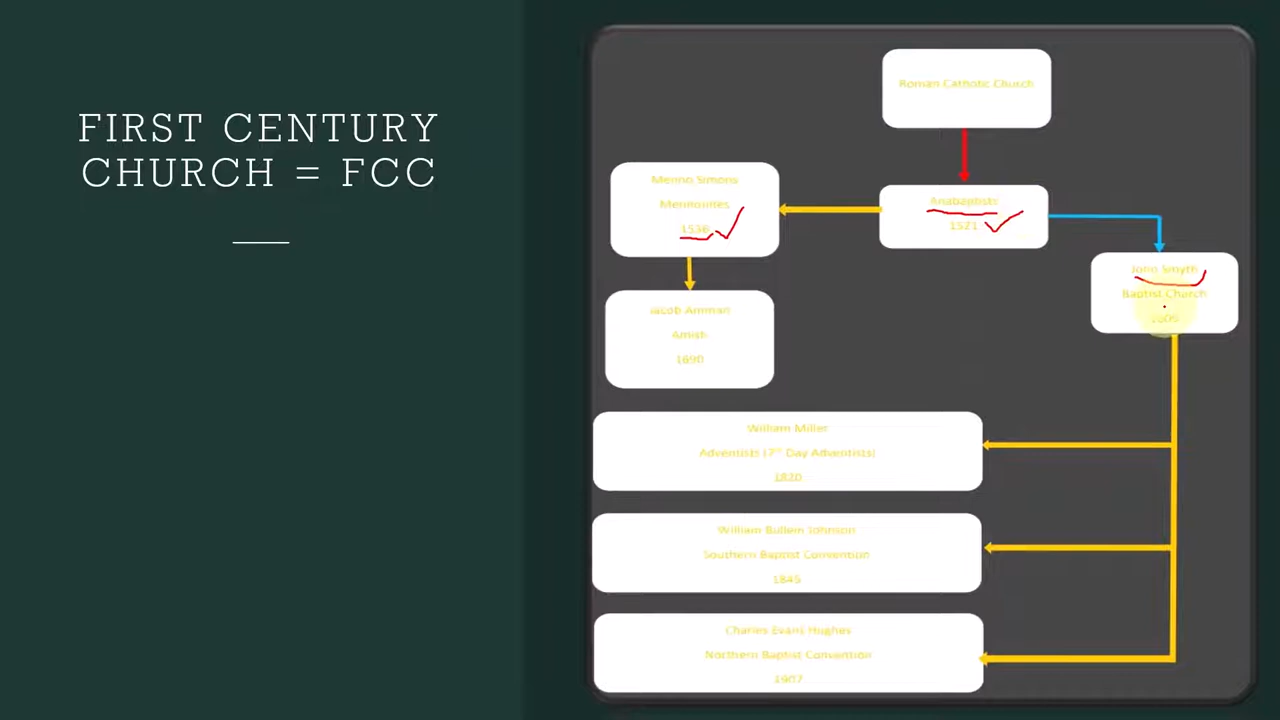 FIRST CENTURY
CHURCH = FCC
Roman Catholic Church
Anabaptists
1521
Menno Simons
Mennonites
1536
John Smyth
Baptist Church
Jacob Amman
Amish
1690
William Miller
Adventists (7th Day Adventists)
1820
William Bullein Johnson
Southern Baptist Convention
1845
Charles Evans Hughes
Northern Baptist Convention
1907